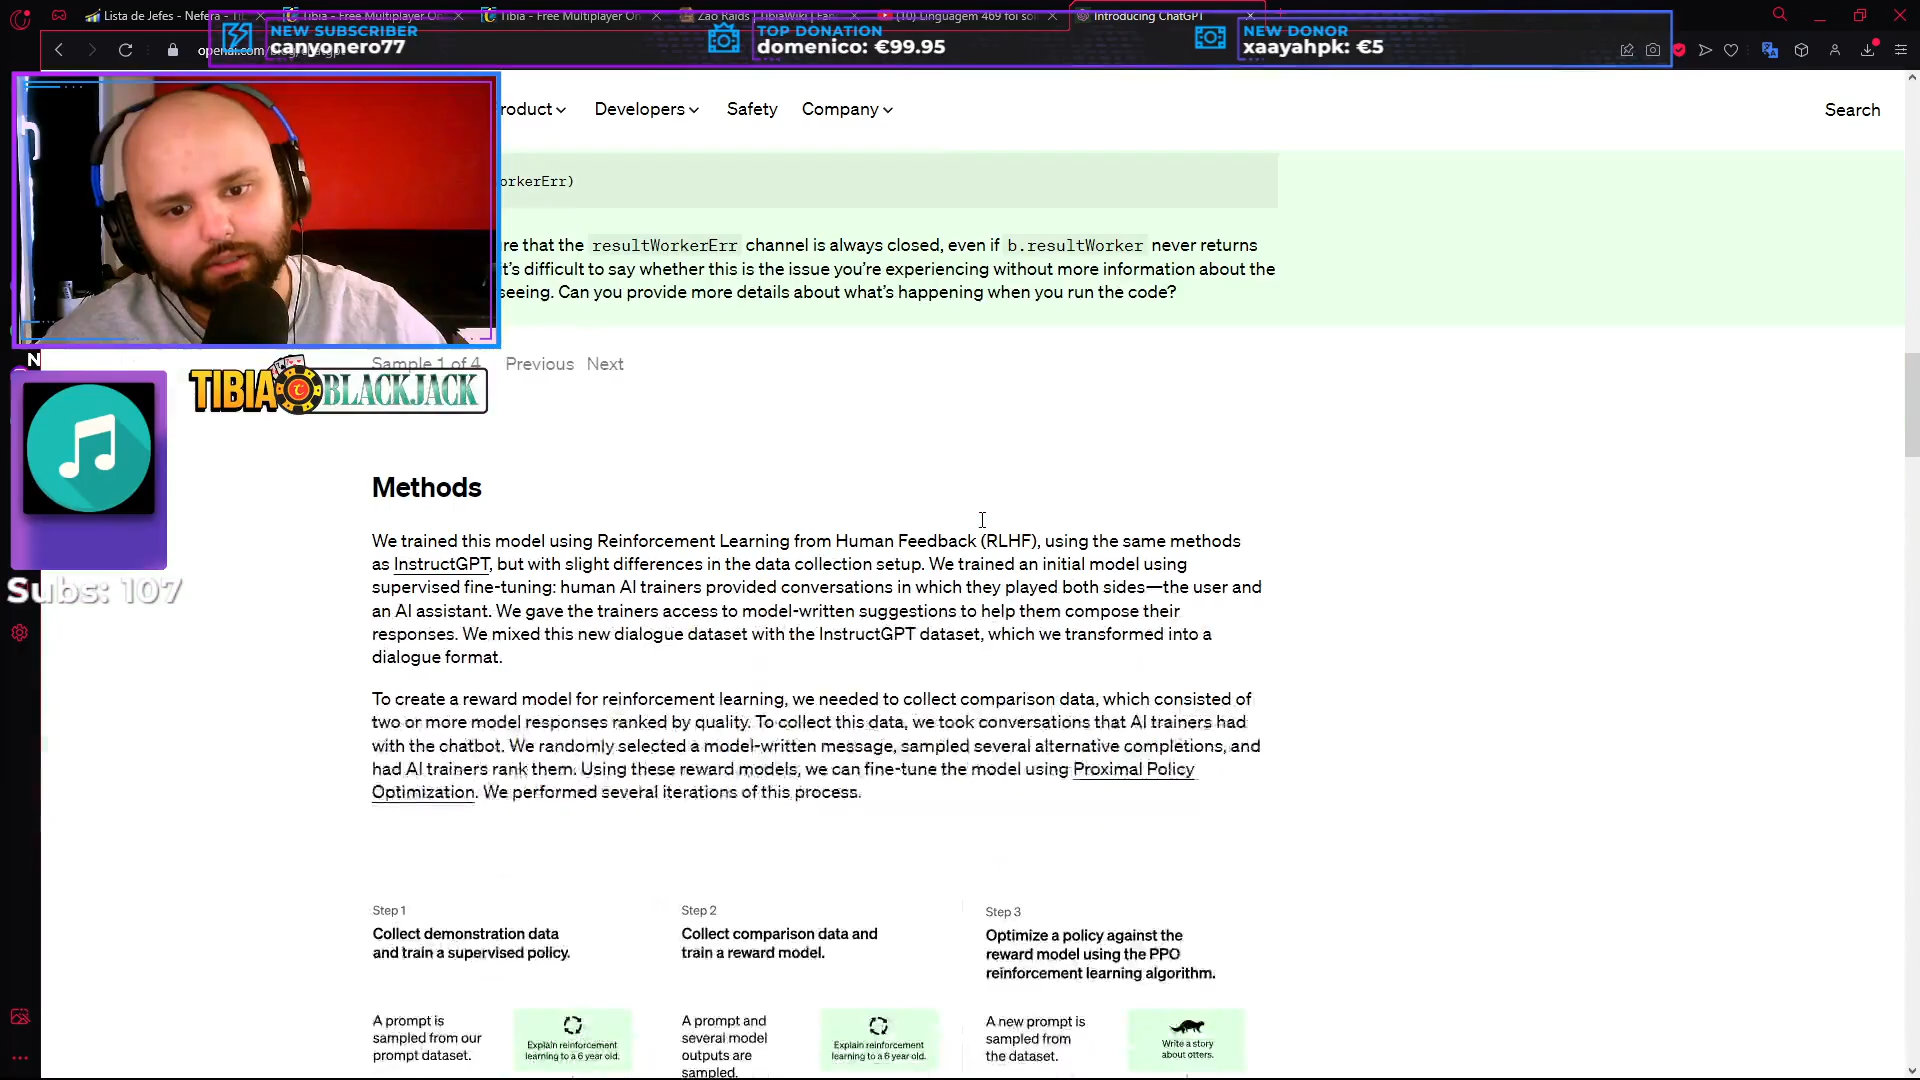 Lista de Jefes - Nefera - Ti
Tibia - Free Multiplayer On
Tibia - Free Multiplayer On
Zao Raids | TibiaWiki | Fan
(10) Linguagem 469 foi sol
Introducing ChatGPT
NEW SUBSCRIBER
canyonero77
TOP DONATION
domenico: €99.95
NEW DONOR
xaayahpk: €5
roduct
Developers
Safety
Company
Search
orkerErr)
re that the resultWorkerErr channel is always closed, even if b.resultWorker never returns
t's difficult to say whether this is the issue you're experiencing without more information about the
seeing. Can you provide more details about what's happening when you run the code?
N
Sample 1 of 4 Previous Next
TIBIA BLACKJACK
Subs: 107
Methods
We trained this model using Reinforcement Learning from Human Feedback (RLHF), using the same methods
as InstructGPT, but with slight differences in the data collection setup. We trained an initial model using
supervised fine-tuning: human AI trainers provided conversations in which they played both sides—the user and
an AI assistant. We gave the trainers access to model-written suggestions to help them compose their
responses. We mixed this new dialogue dataset with the InstructGPT dataset, which we transformed into a
dialogue format.
To create a reward model for reinforcement learning, we needed to collect comparison data, which consisted of
two or more model responses ranked by quality. To collect this data, we took conversations that AI trainers had
with the chatbot. We randomly selected a model-written message, sampled several alternative completions, and
had AI trainers rank them. Using these reward models, we can fine-tune the model using Proximal Policy
Optimization. We performed several iterations of this process.
Step 1
Collect demonstration data
and train a supervised policy.
A prompt is
sampled from our
prompt dataset.
Explain reinforcement
learning to a 6 year old.
Step 2
Collect comparison data and
train a reward model.
A prompt and
several model
outputs are
sampled.
Explain reinforcement
learning to a 6 year old.
Step 3
Optimize a policy against the
reward model using the PPO
reinforcement learning algorithm.
A new prompt is
sampled from
the dataset.
Write a story
about otters.